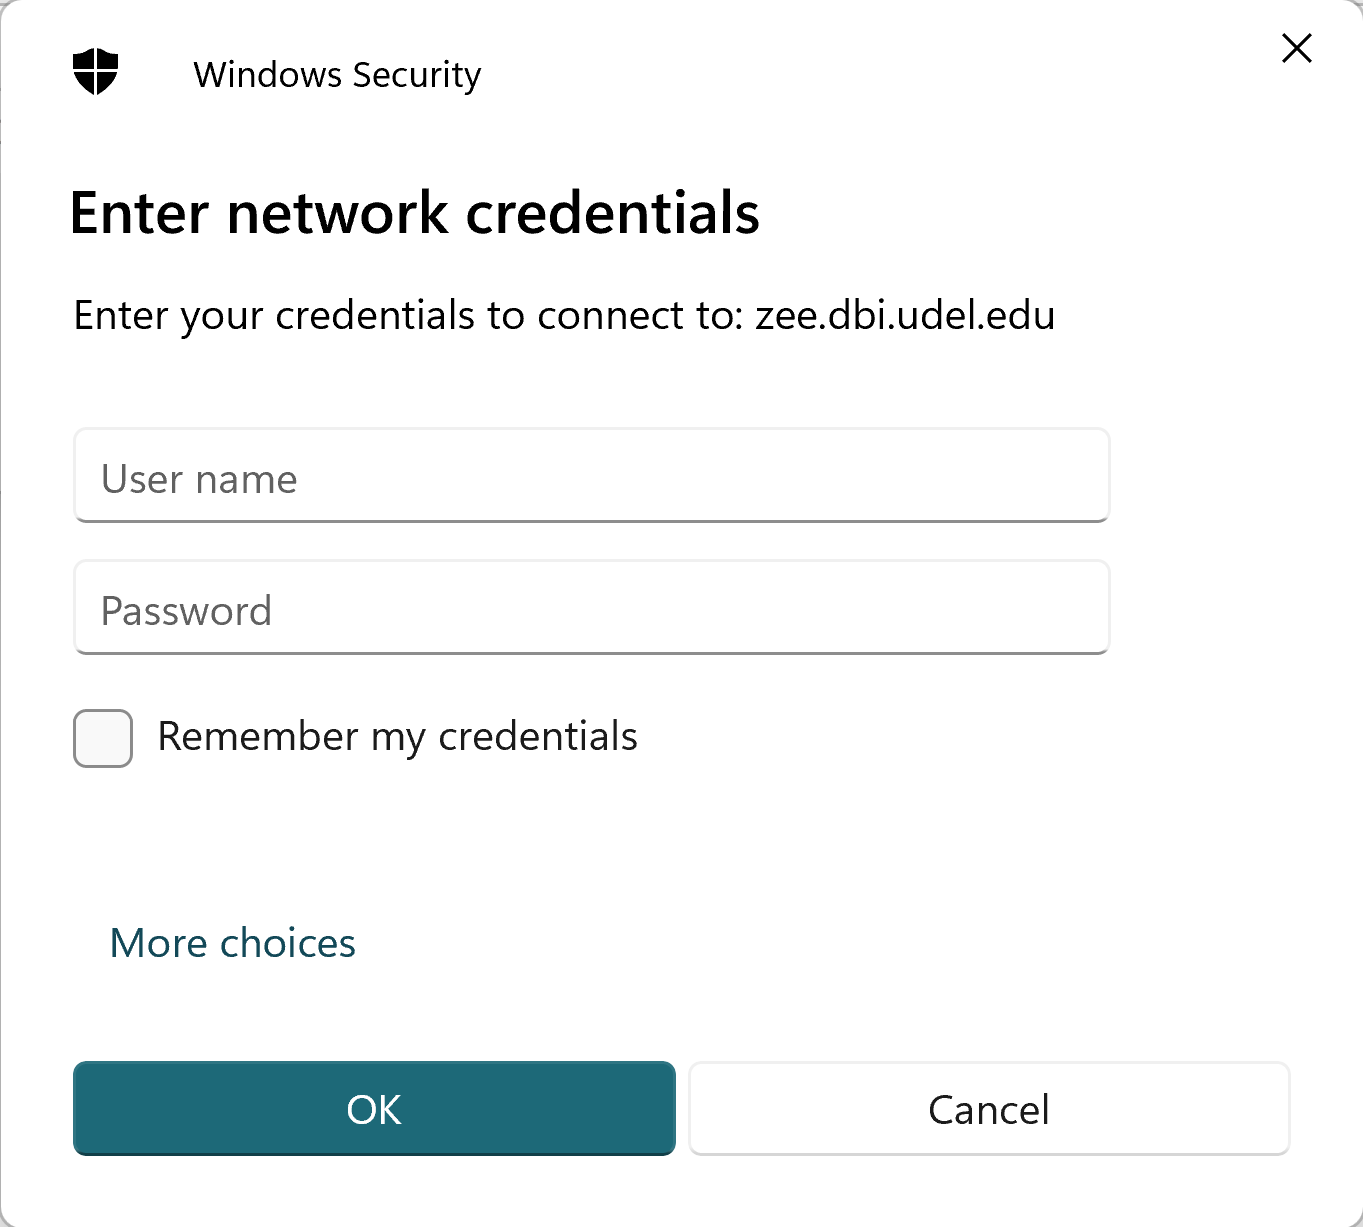 Windows Security
Enter network credentials
Enter your credentials to connect to: zee.dbi.udel.edu
User name
Password
Remember my credentials
More choices
OK
Cancel